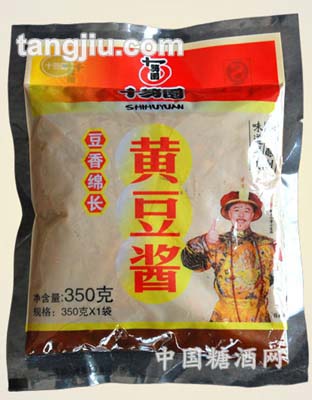 tangjiu.com
十笏园
SHIHUYUAN
豆香绵长
黄豆酱
净含量:350克
规格：350克X1袋
中国糖酒网